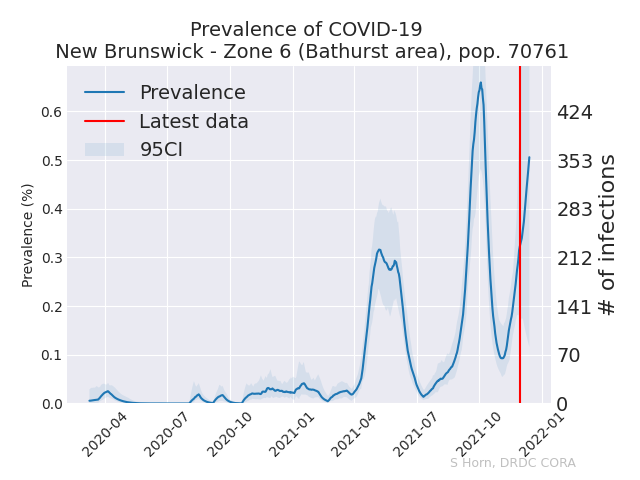 Prevalence of COVID-19
New Brunswick - Zone 6 (Bathurst area), pop. 70761
Prevalence
Latest data
95CI
Prevalence (%)
0.6
0.5
0.4
0.3
0.2
0.1
0.0
424
353
283
212
141
70
0
# of infections
2020-04
2020-07
2020-10
2021-01
2021-04
2021-07
2021-10
2022-01
S Horn, DRDC CORA